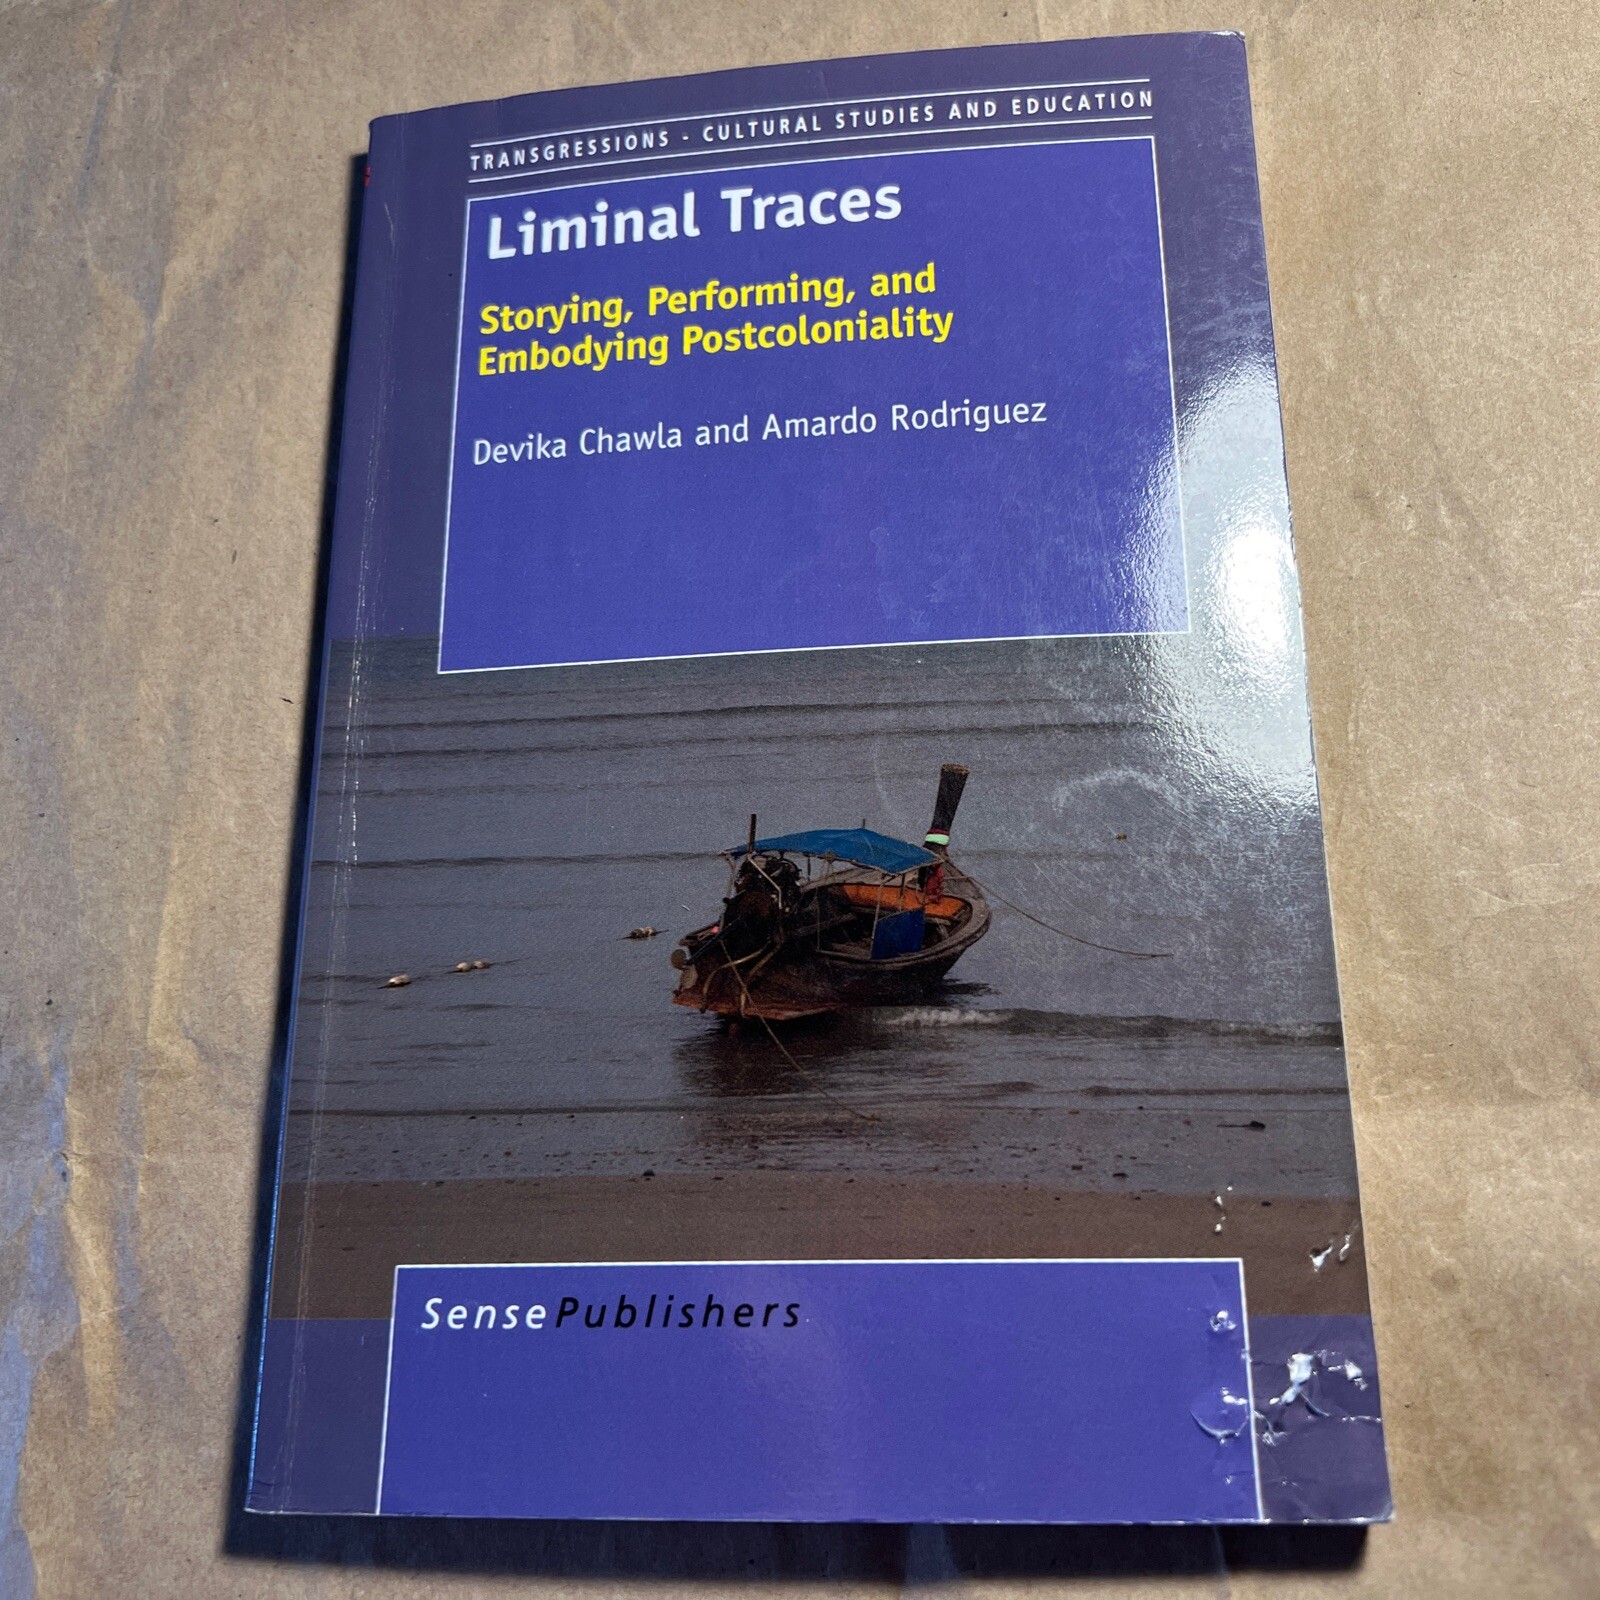 TRANSGRESSIONS - CULTURAL STUDIES AND EDUCATION
Liminal Traces
Storying, Performing, and
Embodying Postcoloniality
Devika Chawla and Amardo Rodriguez
SensePublishers